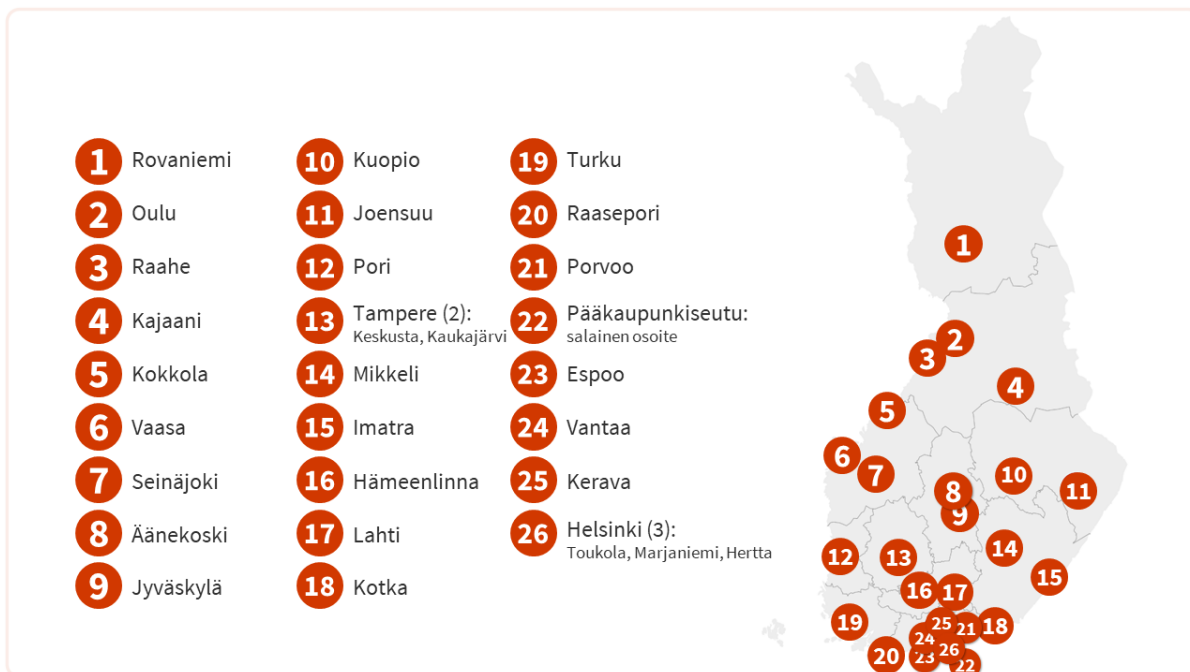 1 Rovaniemi
2 Oulu
3 Raahe
4 Kajaani
5 Kokkola
6 Vaasa
7 Seinäjoki
8 Äänekoski
9 Jyväskylä
10 Kuopio
11 Joensuu
12 Pori
13 Tampere (2):
Keskusta, Kaukajärvi
14 Mikkeli
15 Imatra
16 Hämeenlinna
17 Lahti
18 Kotka
19 Turku
20 Raasepori
21 Porvoo
22 Pääkaupunkiseutu:
salainen osoite
23 Espoo
24 Vantaa
25 Kerava
26 Helsinki (3):
Toukola, Marjaniemi, Hertta
1
2
3
4
5
6
7
8
9
10
11
12
13
14
15
16
17
18
19
20
21
22
23
24
25
26